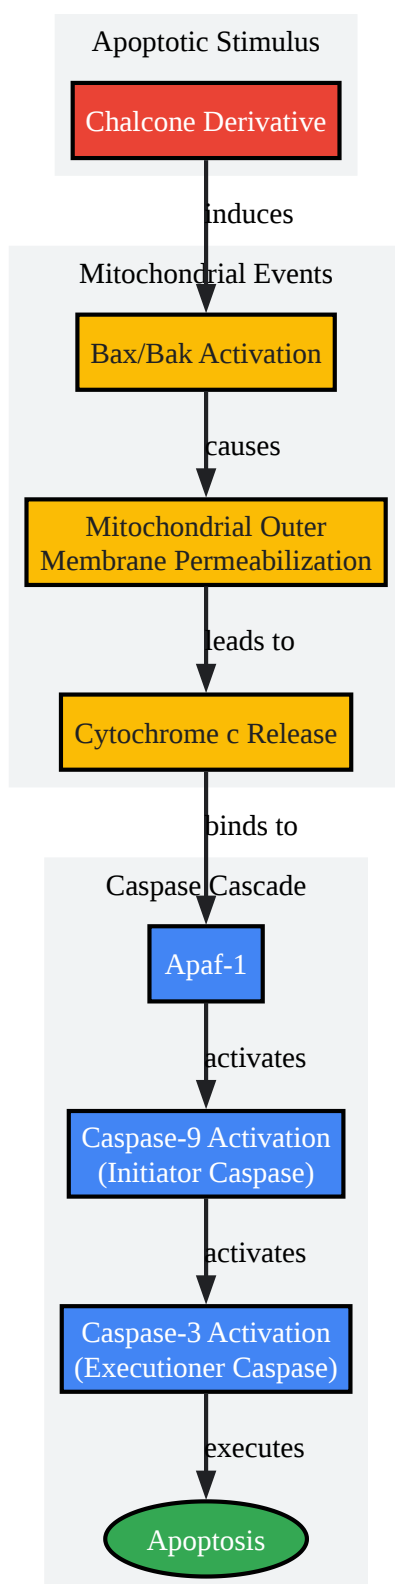 Apoptotic Stimulus
Chalcone Derivative
induces
Mitochondrial Events
Bax/Bak Activation
causes
Mitochondrial Outer
Membrane Permeabilization
leads to
Cytochrome c Release
binds to
Caspase Cascade
Apaf-1
activates
Caspase-9 Activation
(Initiator Caspase)
activates
Caspase-3 Activation
(Executioner Caspase)
executes
Apoptosis